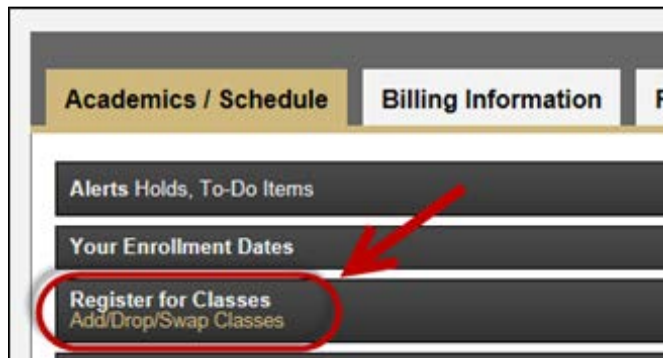 Academics / Schedule
Billing Information
F
Alerts Holds, To-Do Items
Your Enrollment Dates
Register for Classes
Add/Drop/Swap Classes